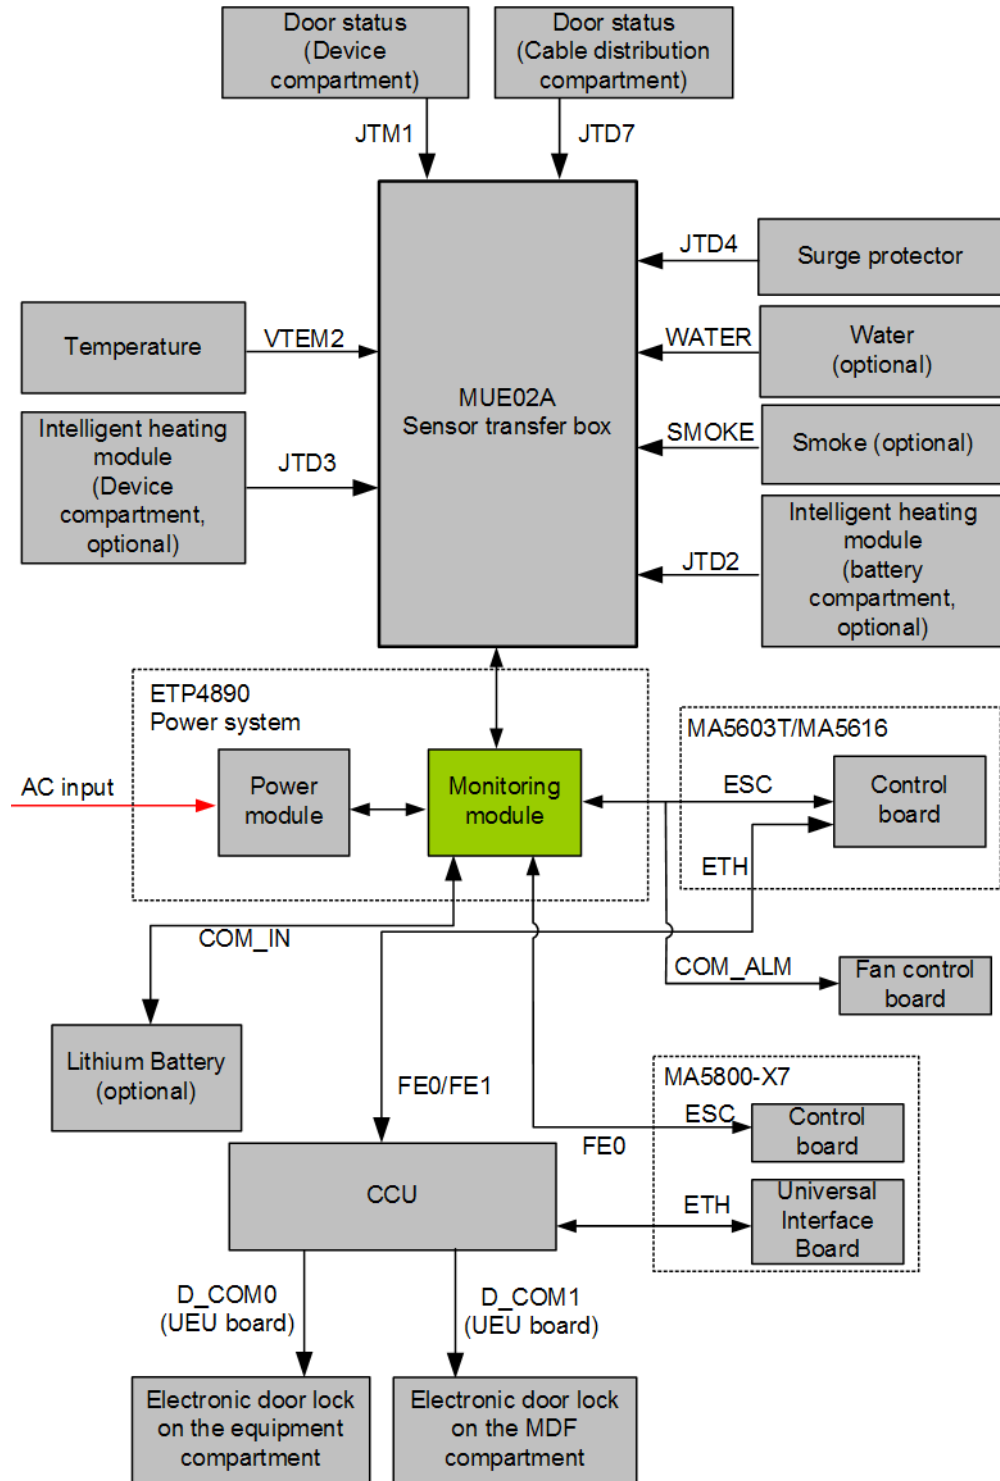 Door status
(Device
compartment)
Door status
(Cable distribution
compartment)
JTM1
JTD7
JTD4
Surge protector
Temperature
VTEM2
WATER
Water
(optional)
MUE02A
Sensor transfer box
Intelligent heating
module
(Device
compartment,
optional)
JTD3
SMOKE
Smoke (optional)
JTD2
Intelligent heating
module
(battery
compartment,
optional)
ETP4890
Power system
AC input
Power
module
Monitoring
module
MA5603T/MA5616
ESC
Control
board
ETH
COM_IN
COM_ALM
Fan control
board
Lithium Battery
(optional)
FE0/FE1
MA5800-X7
ESC
Control
board
FE0
CCU
ETH
Universal
Interface
Board
D_COM0
(UEU board)
D_COM1
(UEU board)
Electronic door lock
on the equipment
compartment
Electronic door lock
on the MDF
compartment